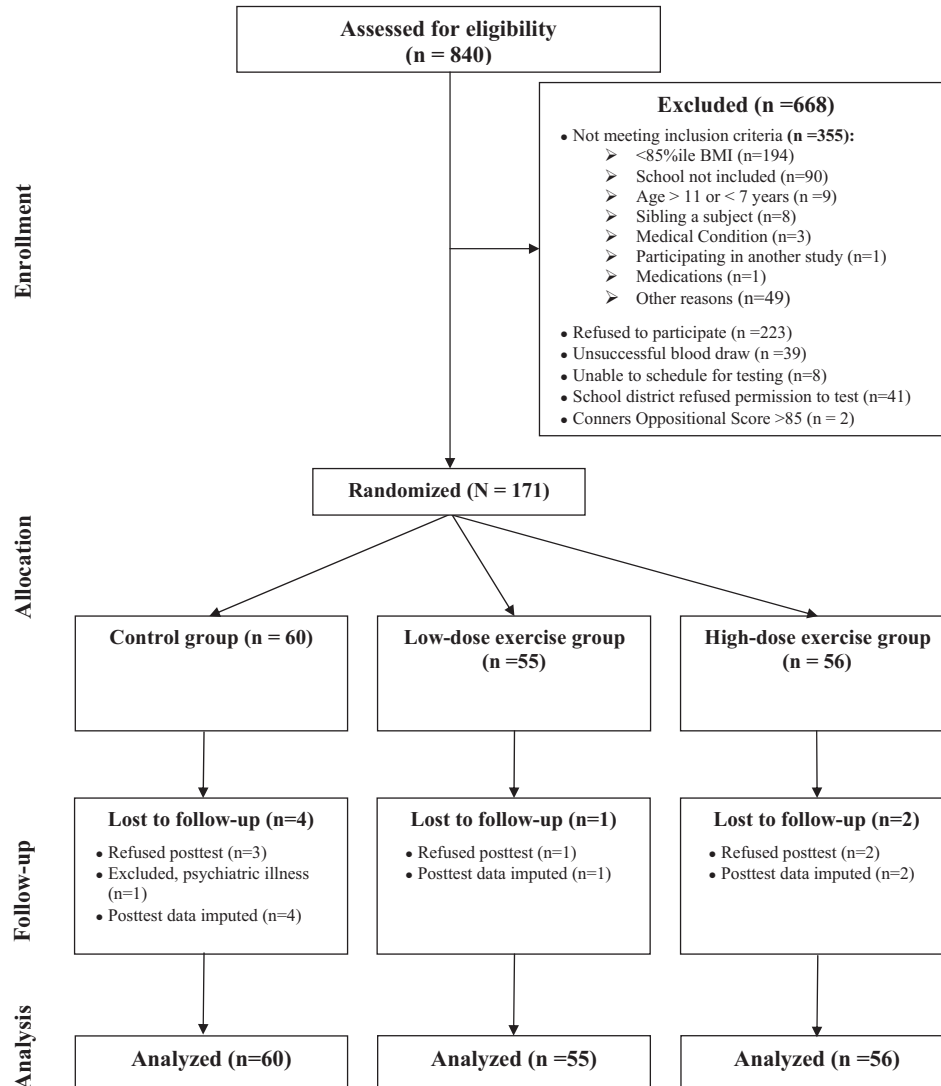 Assessed for eligibility
(n = 840)
Excluded (n =668)
• Not meeting inclusion criteria (n =355):
➢ <85%ile BMI (n=194)
➢ School not included (n=90)
➢ Age > 11 or < 7 years (n =9)
➢ Sibling a subject (n=8)
➢ Medical Condition (n=3)
➢ Participating in another study (n=1)
➢ Medications (n=1)
➢ Other reasons (n=49)
• Refused to participate (n =223)
• Unsuccessful blood draw (n =39)
• Unable to schedule for testing (n=8)
• School district refused permission to test (n=41)
• Conners Oppositional Score >85 (n = 2)
Enrollment
Randomized (N = 171)
Allocation
Control group (n = 60)
Low-dose exercise group
(n =55)
High-dose exercise group
(n = 56)
Follow-up
Lost to follow-up (n=4)
• Refused posttest (n=3)
• Excluded, psychiatric illness
(n=1)
• Posttest data imputed (n=4)
Lost to follow-up (n=1)
• Refused posttest (n=1)
• Posttest data imputed (n=1)
Lost to follow-up (n=2)
• Refused posttest (n=2)
• Posttest data imputed (n=2)
Analysis
Analyzed (n=60)
Analyzed (n =55)
Analyzed (n =56)